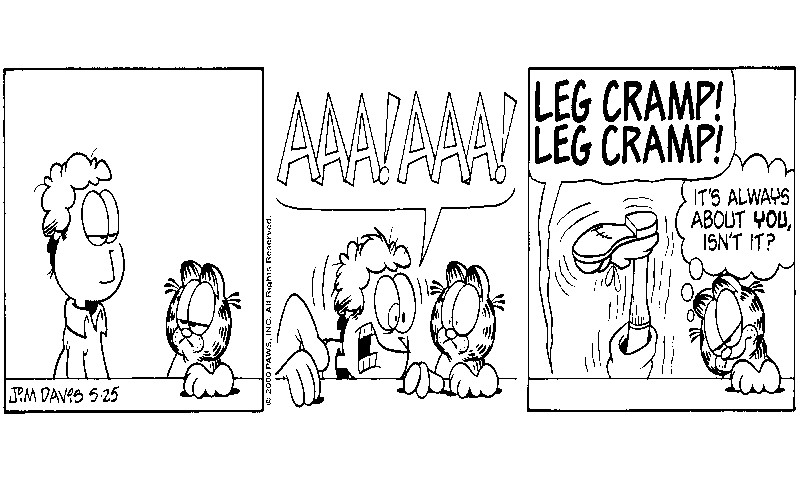 JIM DAVIS 5·25
© 2000 PAWS, INC. All Rights Reserved.
AAA! AAA!
LEG CRAMP!
LEG CRAMP!
IT'S ALWAYS
ABOUT YOU,
ISN'T IT?